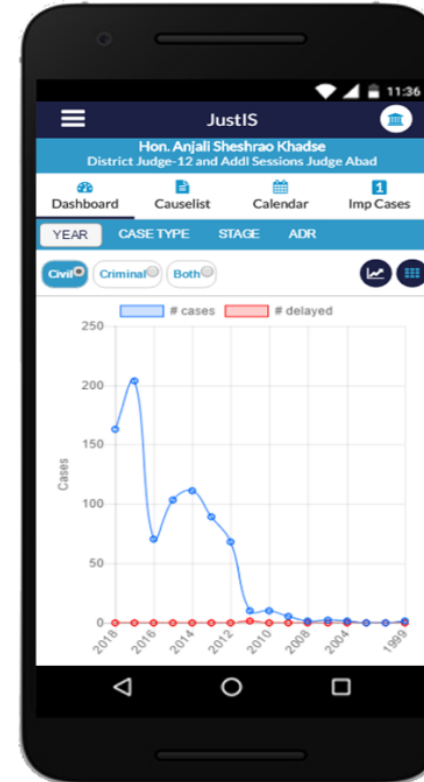 11:36
JustIS
Hon. Anjali Sheshrao Khadse
District Judge-12 and Addl Sessions Judge Abad
1
Dashboard Causelist Calendar Imp Cases
YEAR CASE TYPE STAGE ADR
Civil Criminal Both
# cases # delayed
250
200
150
100
50
0
Cases
2018 2016 2014 2012 2010 2008 2004 1999